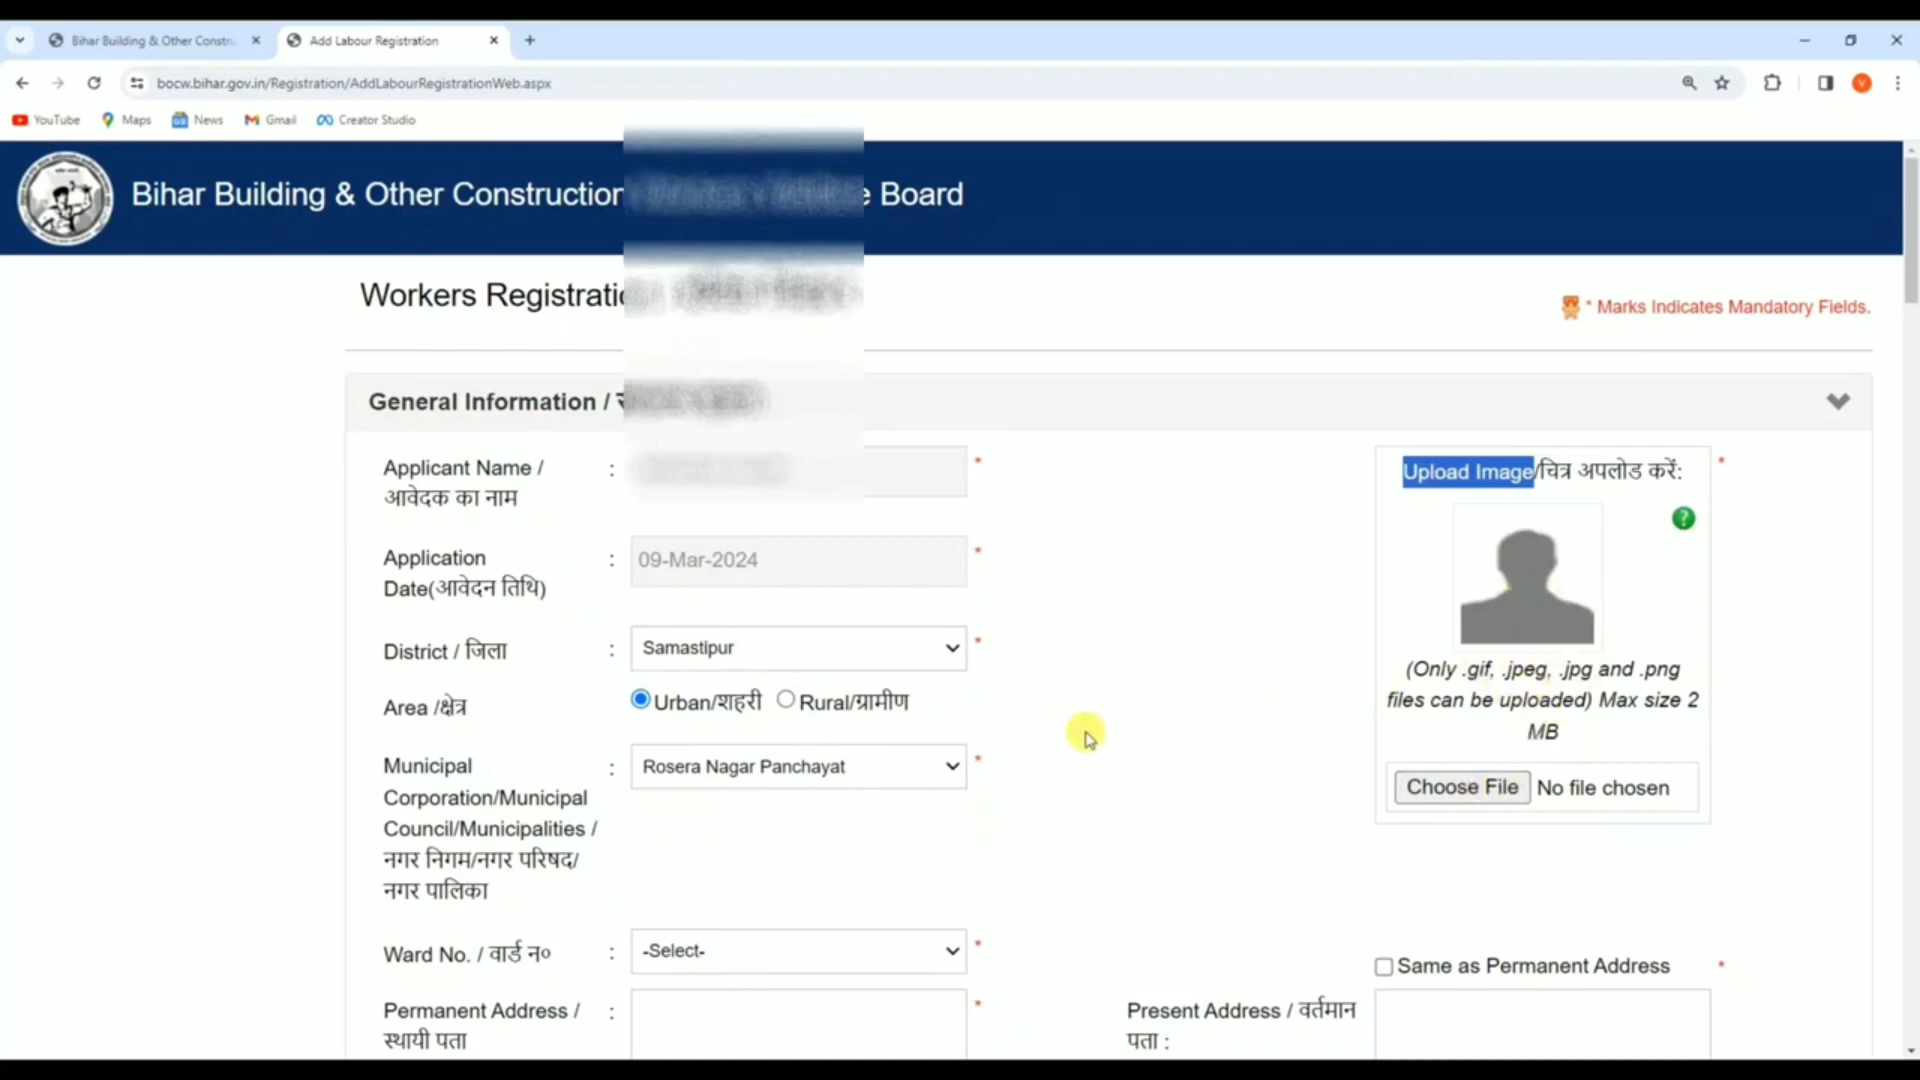 Bihar Building & Other Constru
Add Labour Registration
bocw.bihar.gov.in/Registration/AddLabourRegistrationWeb.aspx
V
YouTube
Maps
News
Gmail
Creator Studio
Bihar Building & Other Construction Board
Workers
* Marks Indicates Mandatory Fields.
General Information /
Applicant Name / : *
आवेदक का नाम
Upload Image/चित्र अपलोड करें: *
?
Application : 09-Mar-2024 *
Date(आवेदन तिथि)
(Only .gif, .jpeg, .jpg and .png
files can be uploaded) Max size 2
MB
Choose File No file chosen
District / जिला : Samastipur *
Area /क्षेत्र Urban/शहरी Rural/ग्रामीण
Municipal : Rosera Nagar Panchayat *
Corporation/Municipal
Council/Municipalities /
नगर निगम/नगर परिषद/
नगर पालिका
Ward No. / वार्ड न० : -Select- *
Same as Permanent Address *
Permanent Address / : *
स्थायी पता
Present Address / वर्तमान
पता :